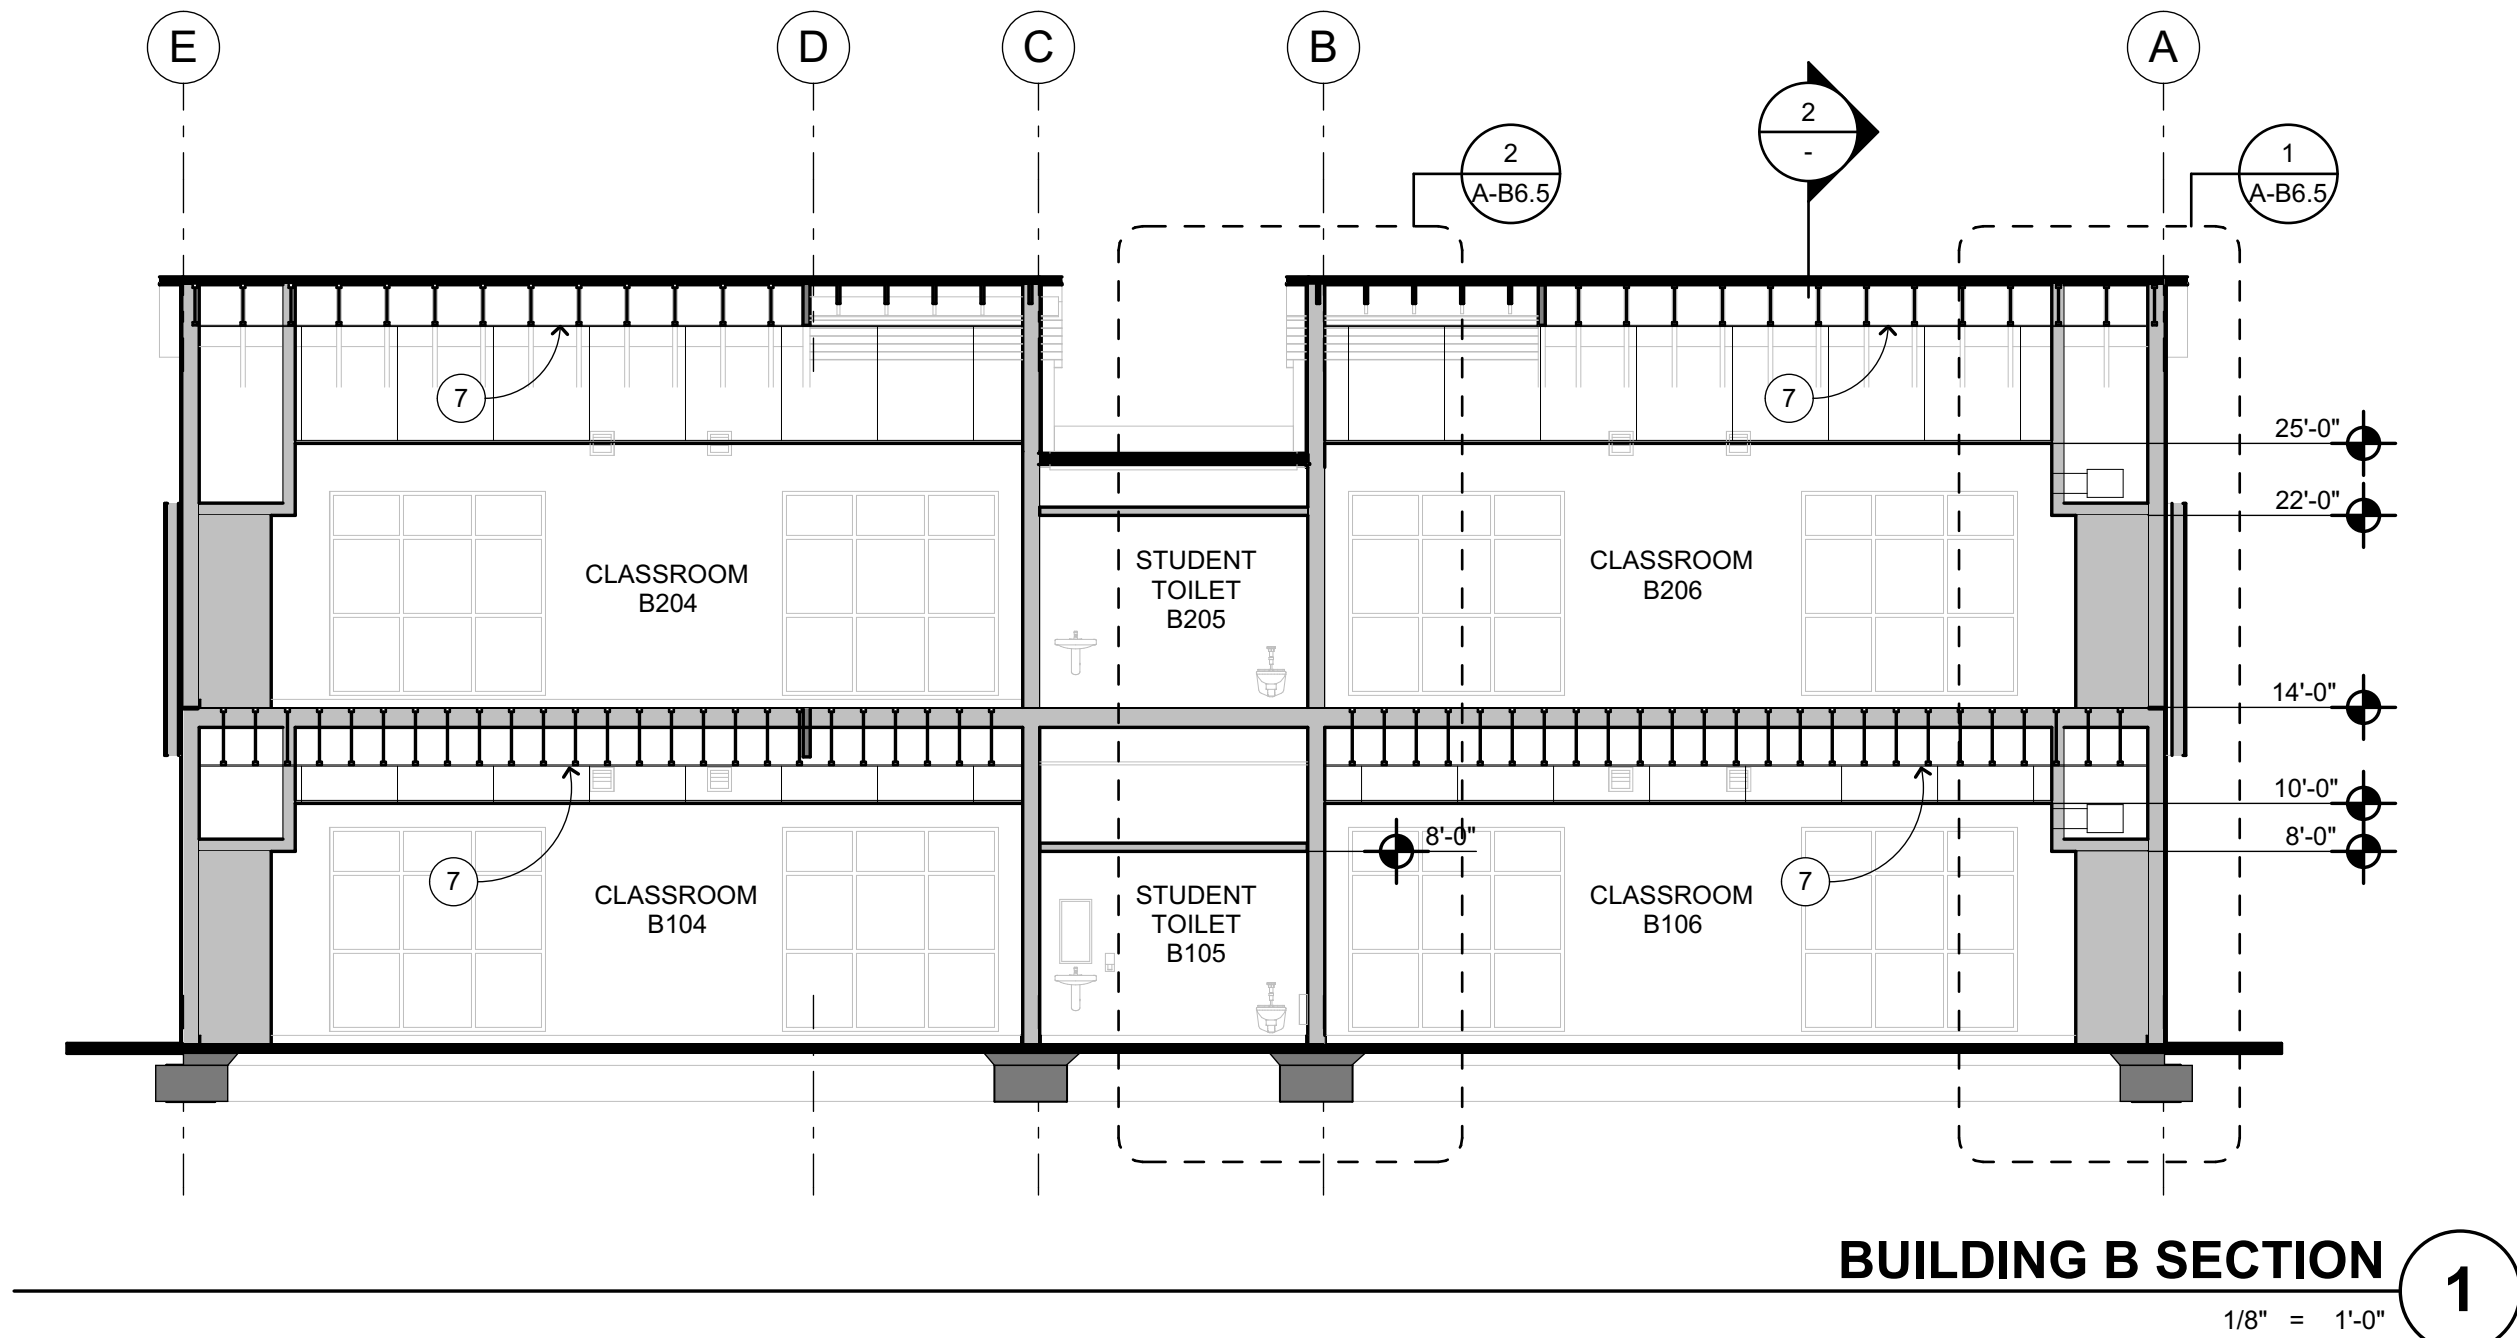 E
D
C
B
A
2
-
2
A-B6.5
1
A-B6.5
7
7
25'-0"
22'-0"
CLASSROOM
B204
STUDENT
TOILET
B205
CLASSROOM
B206
14'-0"
10'-0"
8'-0"
8'-0"
7
7
CLASSROOM
B104
STUDENT
TOILET
B105
CLASSROOM
B106
BUILDING B SECTION
1
1/8" = 1'-0"